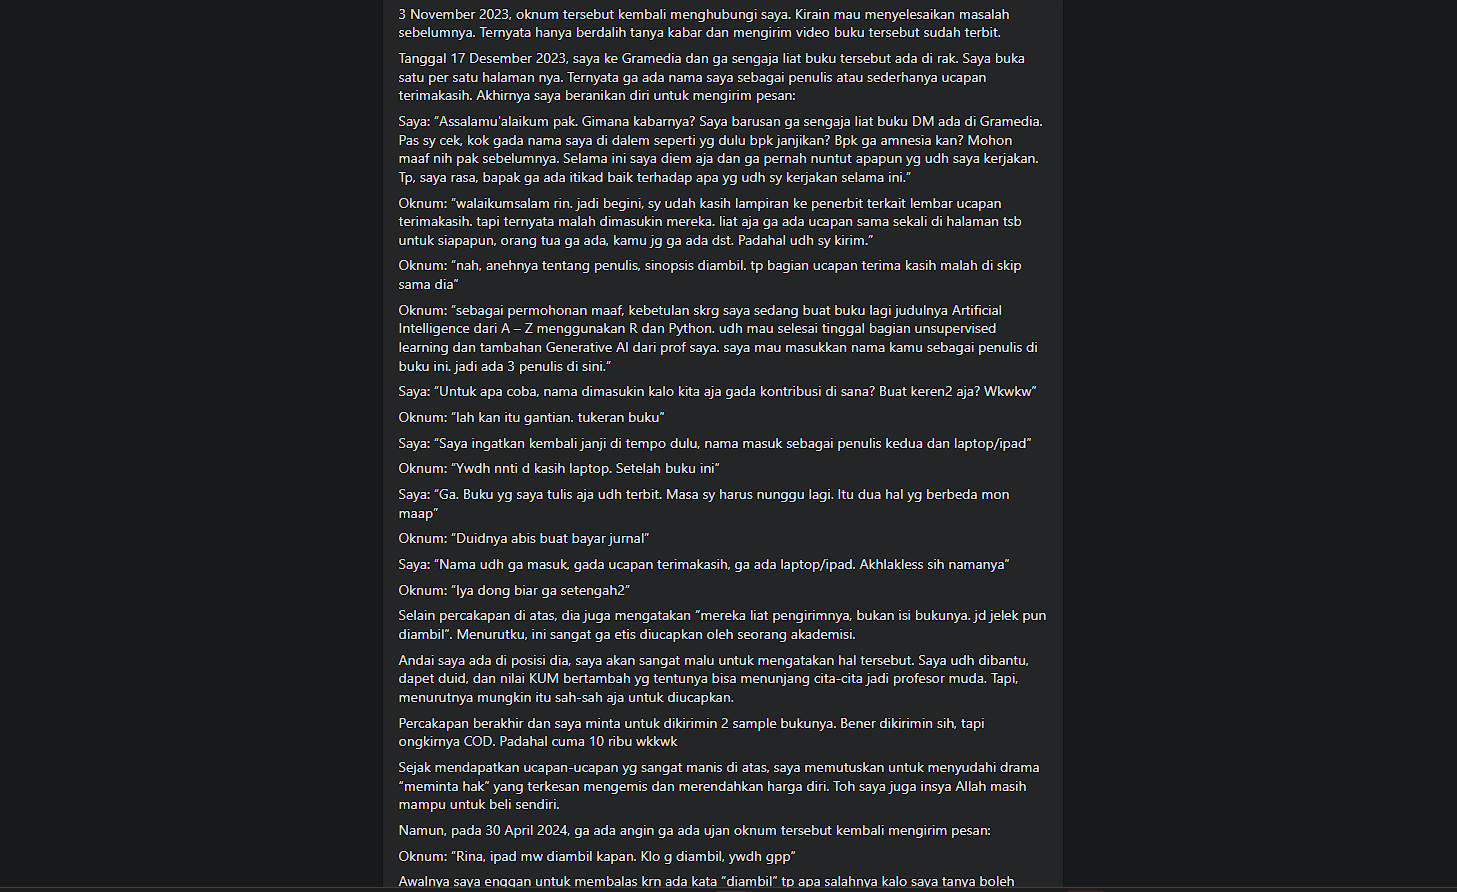 3 November 2023, oknum tersebut kembali menghubungi saya. Kirain mau menyelesaikan masalah
sebelumnya. Ternyata hanya berdalih tanya kabar dan mengirim video buku tersebut sudah terbit.
Tanggal 17 Desember 2023, saya ke Gramedia dan ga sengaja liat buku tersebut ada di rak. Saya buka
satu per satu halaman nya. Ternyata ga ada nama saya sebagai penulis atau sederhanya ucapan
terimakasih. Akhirnya saya beranikan diri untuk mengirim pesan:
Saya: “Assalamu'alaikum pak. Gimana kabarnya? Saya barusan ga sengaja liat buku DM ada di Gramedia.
Pas sy cek, kok gada nama saya di dalem seperti yg dulu bpk janjikan? Bpk ga amnesia kan? Mohon
maaf nih pak sebelumnya. Selama ini saya diem aja dan ga pernah nuntut apapun yg udh saya kerjakan.
Tp, saya rasa, bapak ga ada itikad baik terhadap apa yg udh sy kerjakan selama ini.”
Oknum: “walaikumsalam rin. jadi begini, sy udah kasih lampiran ke penerbit terkait lembar ucapan
terimakasih. tapi ternyata malah dimasukin mereka. liat aja ga ada ucapan sama sekali di halaman tsb
untuk siapapun, orang tua ga ada, kamu jg ga ada dst. Padahal udh sy kirim.”
Oknum: “nah, anehnya tentang penulis, sinopsis diambil. tp bagian ucapan terima kasih malah di skip
sama dia”
Oknum: “sebagai permohonan maaf, kebetulan skrg saya sedang buat buku lagi judulnya Artificial
Intelligence dari A – Z menggunakan R dan Python. udh mau selesai tinggal bagian unsupervised
learning dan tambahan Generative AI dari prof saya. saya mau masukkan nama kamu sebagai penulis di
buku ini. jadi ada 3 penulis di sini.”
Saya: “Untuk apa coba, nama dimasukin kalo kita aja gada kontribusi di sana? Buat keren2 aja? Wkwkw”
Oknum: “lah kan itu gantian. tukeran buku”
Saya: “Saya ingatkan kembali janji di tempo dulu, nama masuk sebagai penulis kedua dan laptop/ipad”
Oknum: “Ywdh nnti d kasih laptop. Setelah buku ini”
Saya: “Ga. Buku yg saya tulis aja udh terbit. Masa sy harus nunggu lagi. Itu dua hal yg berbeda mon
maap”
Oknum: “Duidnya abis buat bayar jurnal”
Saya: “Nama udh ga masuk, gada ucapan terimakasih, ga ada laptop/ipad. Akhlakless sih namanya”
Oknum: “Iya dong biar ga setengah2”
Selain percakapan di atas, dia juga mengatakan “mereka liat pengirimnya, bukan isi bukunya. jd jelek pun
diambil”. Menurutku, ini sangat ga etis diucapkan oleh seorang akademisi.
Andai saya ada di posisi dia, saya akan sangat malu untuk mengatakan hal tersebut. Saya udh dibantu,
dapet duid, dan nilai KUM bertambah yg tentunya bisa menunjang cita-cita jadi profesor muda. Tapi,
menurutnya mungkin itu sah-sah aja untuk diucapkan.
Percakapan berakhir dan saya minta untuk dikirimin 2 sample bukunya. Bener dikirimin sih, tapi
ongkirnya COD. Padahal cuma 10 ribu wkkwk
Sejak mendapatkan ucapan-ucapan yg sangat manis di atas, saya memutuskan untuk menyudahi drama
“meminta hak” yang terkesan mengemis dan merendahkan harga diri. Toh saya juga insya Allah masih
mampu untuk beli sendiri.
Namun, pada 30 April 2024, ga ada angin ga ada ujan oknum tersebut kembali mengirim pesan:
Oknum: “Rina, ipad mw diambil kapan. Klo g diambil, ywdh gpp”
Awalnya saya enggan untuk membalas krn ada kata “diambil” tp apa salahnya kalo saya tanya boleh